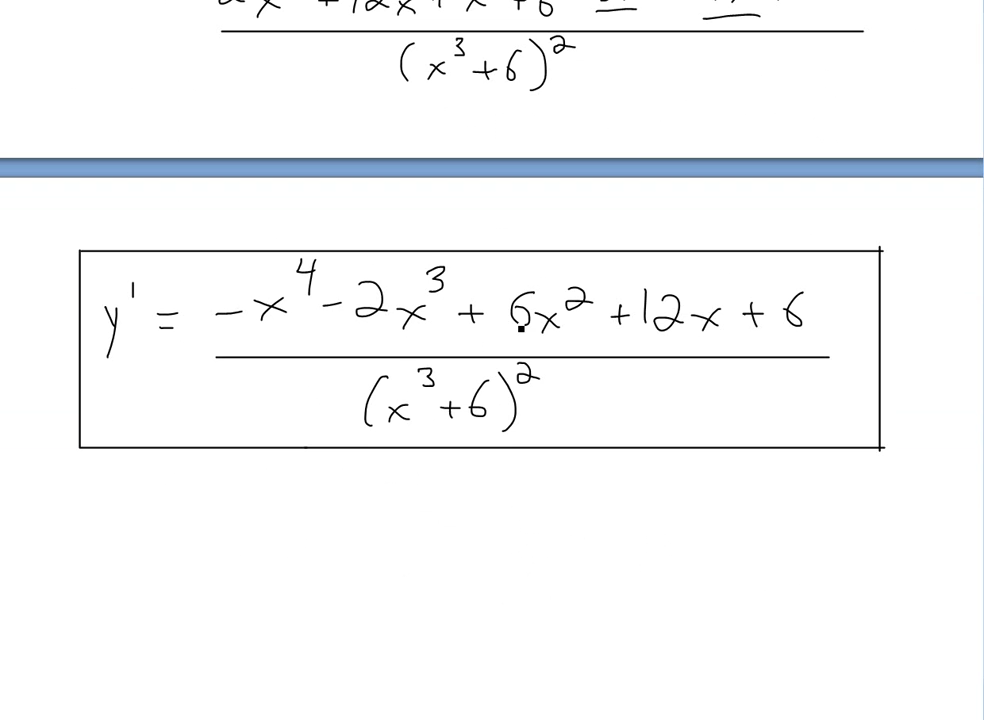 (x³+6)²
y' = -x⁴ - 2x³ + 6x² + 12x + 6
(x³+6)²